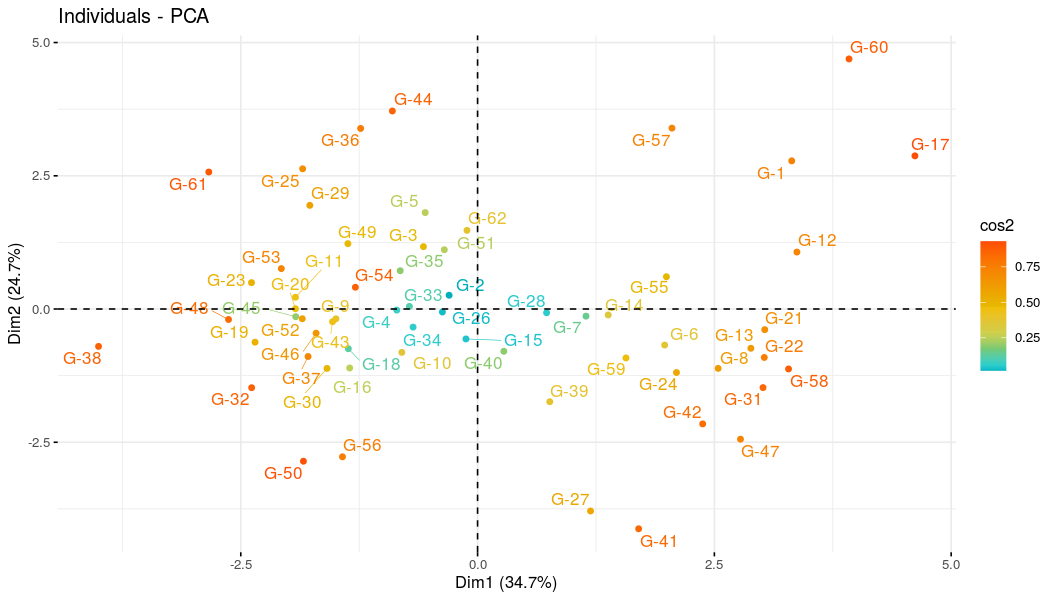 Individuals - PCA
5.0
G-60
G-44
G-36
G-57
G-17
G-1
2.5
G-61
G-25
G-29
G-5
G-62
cos2
G-49
G-3
G-51
G-12
G-53
G-11
G-35
0.75
G-23
G-20
G-54
G-2
G-55
0.50
G-48
G-45
G-9
G-33
G-28
G-14
0.0
G-4
G-26
G-7
G-21
G-19
G-52
G-43
G-34
G-15
G-6
G-13
0.25
G-38
G-46
G-18
G-10
G-40
G-59
G-8
G-22
G-37
G-16
G-39
G-24
G-58
G-32
G-30
G-42
G-31
-2.5
G-56
G-47
G-50
G-27
G-41
-2.5
0.0
2.5
5.0
Dim1 (34.7%)
Dim2 (24.7%)